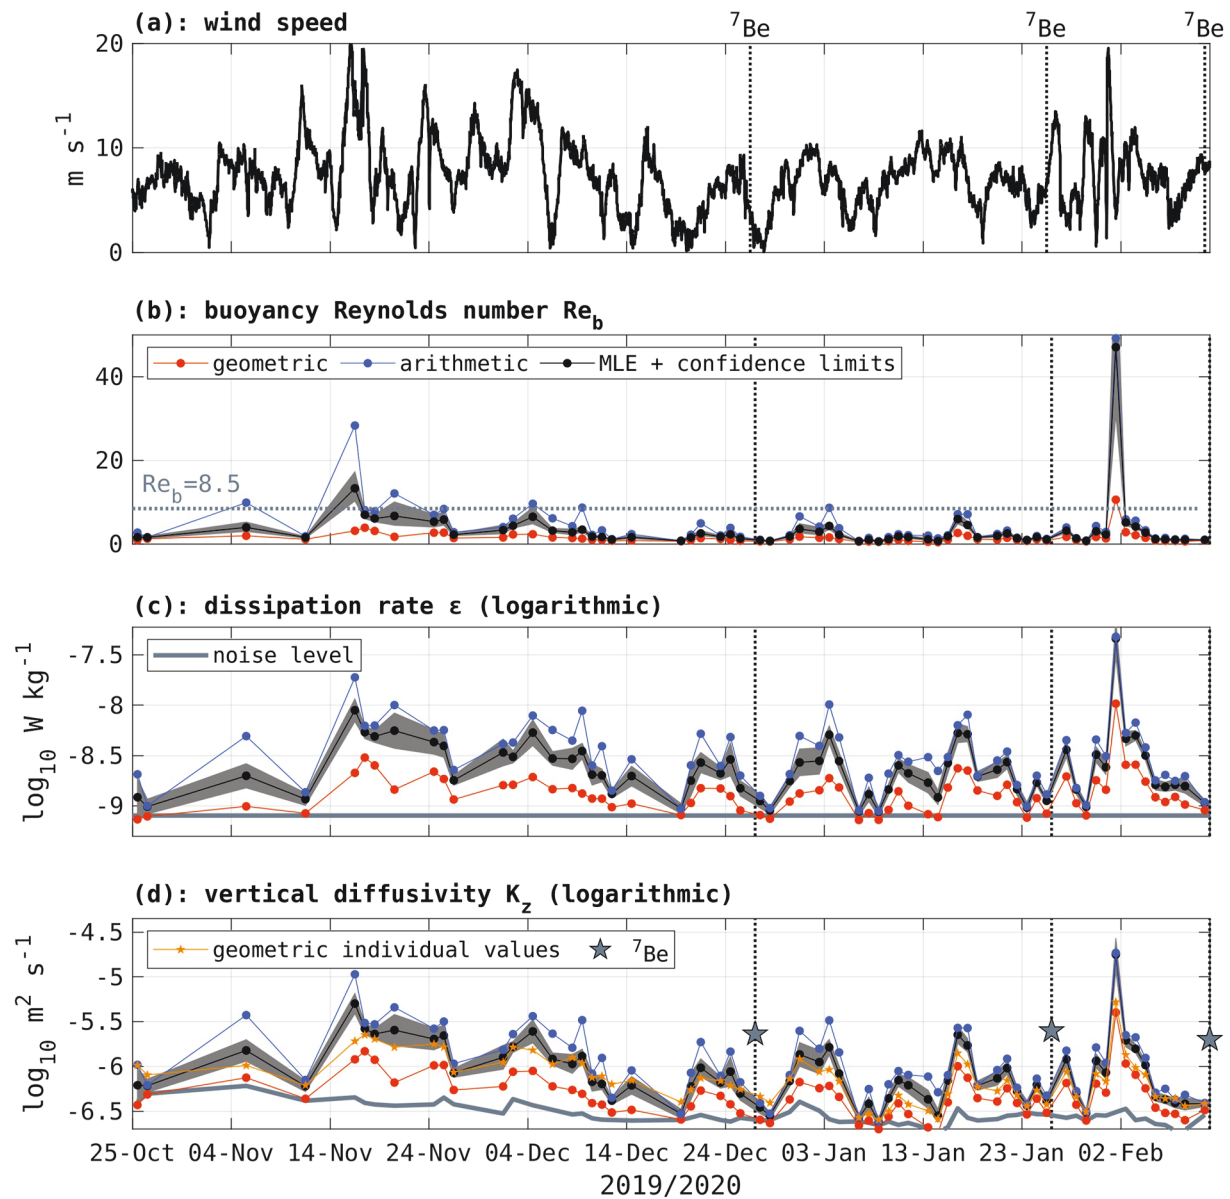 (a): wind speed
⁷Be
⁷Be
⁷Be
20
10
0
m s⁻¹
(b): buoyancy Reynolds number Re_b
geometric
arithmetic
MLE + confidence limits
40
20
0
Re_b=8.5
(c): dissipation rate ε (logarithmic)
noise level
-7.5
-8
-8.5
-9
log₁₀ W kg⁻¹
(d): vertical diffusivity K_z (logarithmic)
geometric individual values
⁷Be
-4.5
-5
-5.5
-6
-6.5
log₁₀ m² s⁻¹
25-Oct 04-Nov 14-Nov 24-Nov 04-Dec 14-Dec 24-Dec 03-Jan 13-Jan 23-Jan 02-Feb
2019/2020